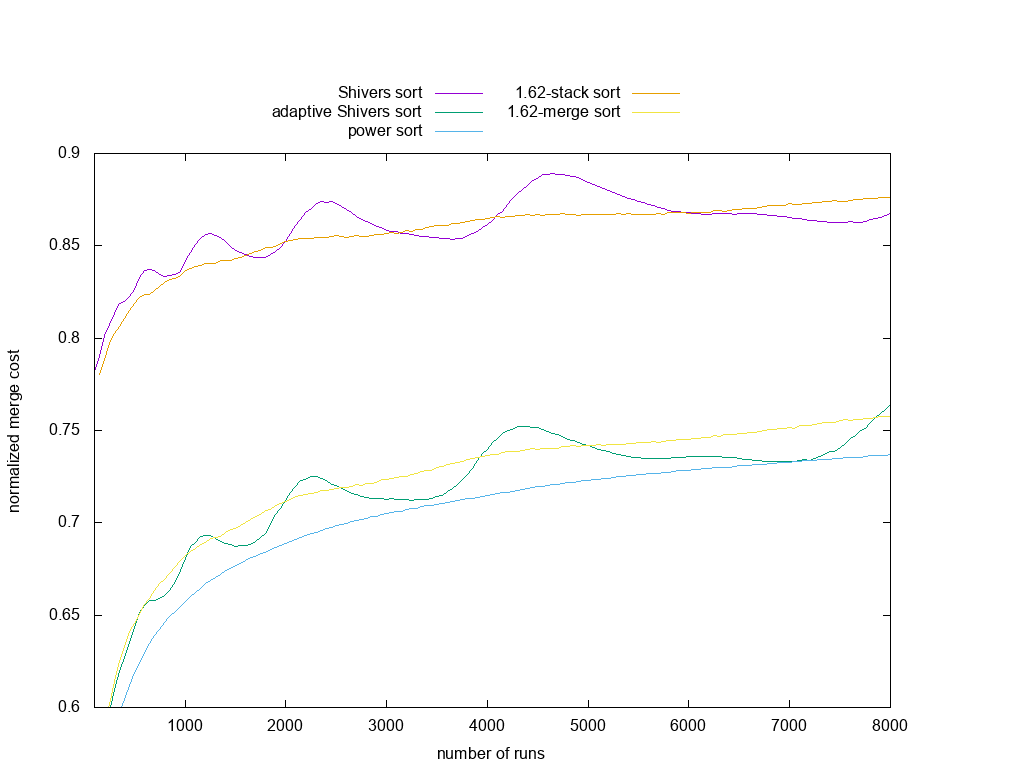 Shivers sort
adaptive Shivers sort
power sort
1.62-stack sort
1.62-merge sort
0.9
0.85
0.8
0.75
0.7
0.65
0.6
normalized merge cost
1000 2000 3000 4000 5000 6000 7000 8000
number of runs